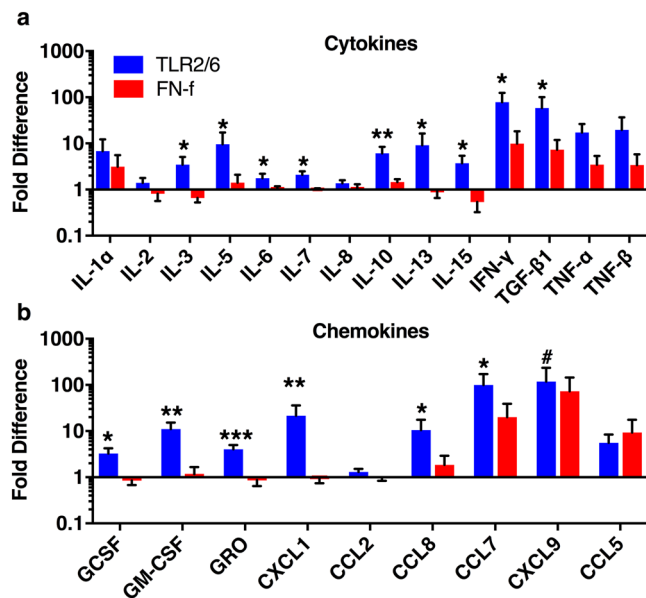 a
Cytokines
TLR2/6
FN-f
Fold Difference
1000
100
10
1
0.1
* * * * ** * * * *
IL-1α IL-2 IL-3 IL-5 IL-6 IL-7 IL-8 IL-10 IL-13 IL-15 IFN-γ TGF-β1 TNF-α TNF-β
b
Chemokines
Fold Difference
1000
100
10
1
0.1
* ** *** ** * * #
GCSF GM-CSF GRO CXCL1 CCL2 CCL8 CCL7 CXCL9 CCL5